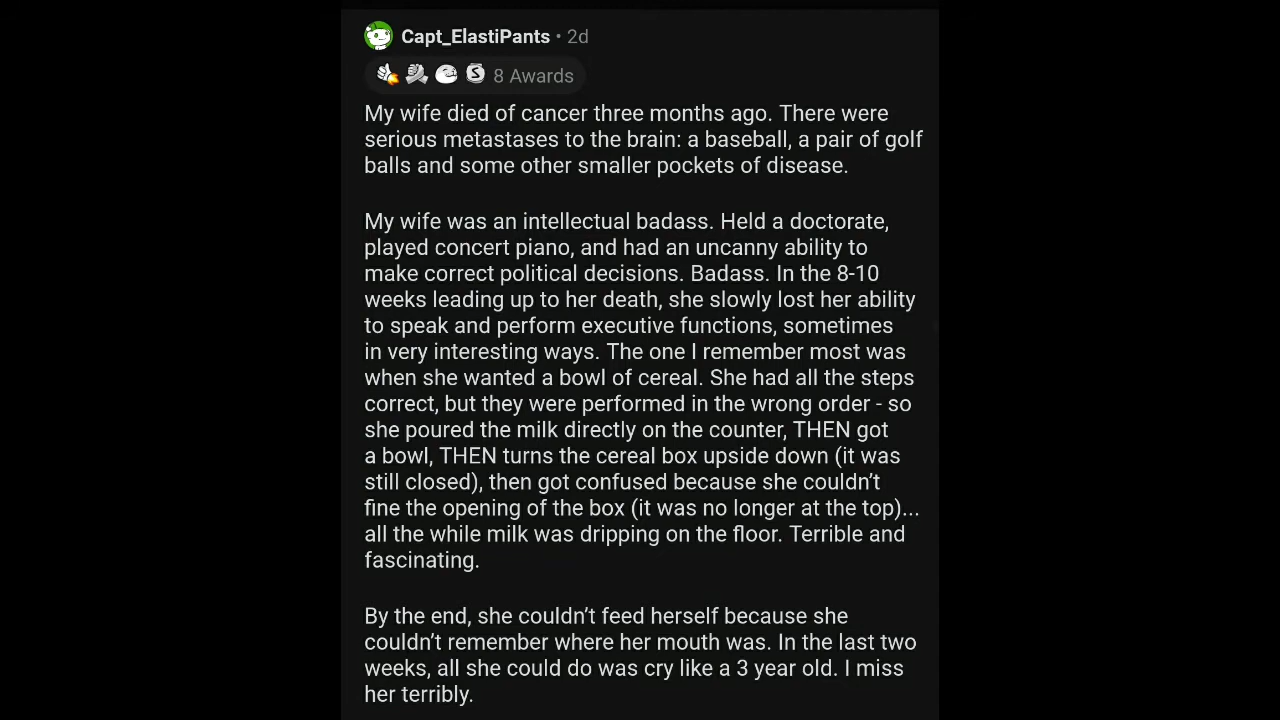 Capt_ElastiPants • 2d
8 Awards
My wife died of cancer three months ago. There were
serious metastases to the brain: a baseball, a pair of golf
balls and some other smaller pockets of disease.
My wife was an intellectual badass. Held a doctorate,
played concert piano, and had an uncanny ability to
make correct political decisions. Badass. In the 8-10
weeks leading up to her death, she slowly lost her ability
to speak and perform executive functions, sometimes
in very interesting ways. The one I remember most was
when she wanted a bowl of cereal. She had all the steps
correct, but they were performed in the wrong order - so
she poured the milk directly on the counter, THEN got
a bowl, THEN turns the cereal box upside down (it was
still closed), then got confused because she couldn’t
fine the opening of the box (it was no longer at the top)...
all the while milk was dripping on the floor. Terrible and
fascinating.
By the end, she couldn’t feed herself because she
couldn’t remember where her mouth was. In the last two
weeks, all she could do was cry like a 3 year old. I miss
her terribly.